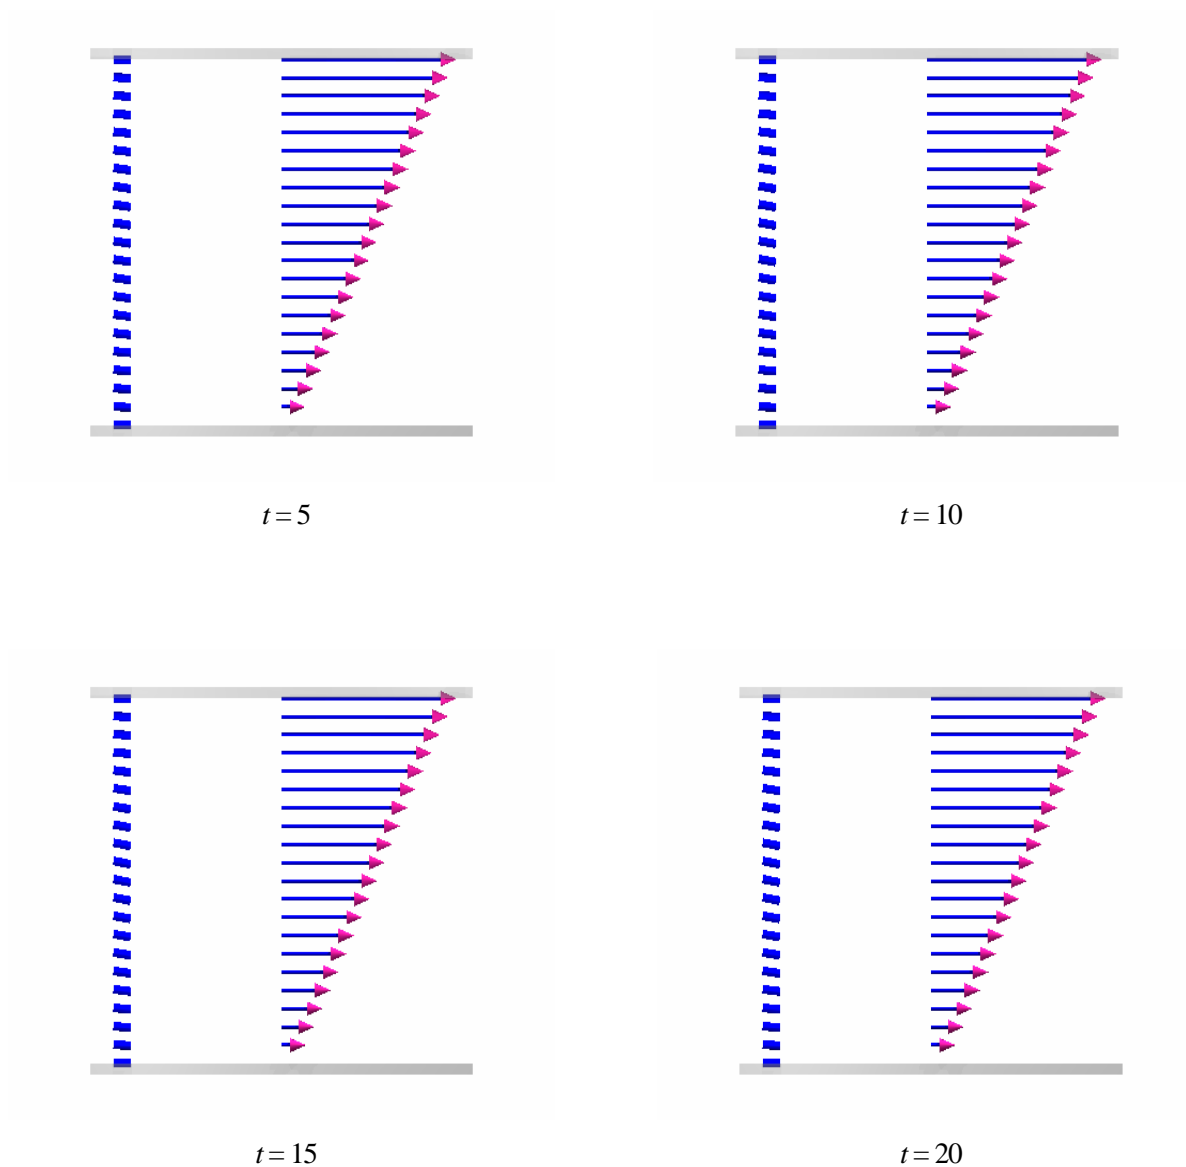 t = 5
t = 10
t = 15
t = 20